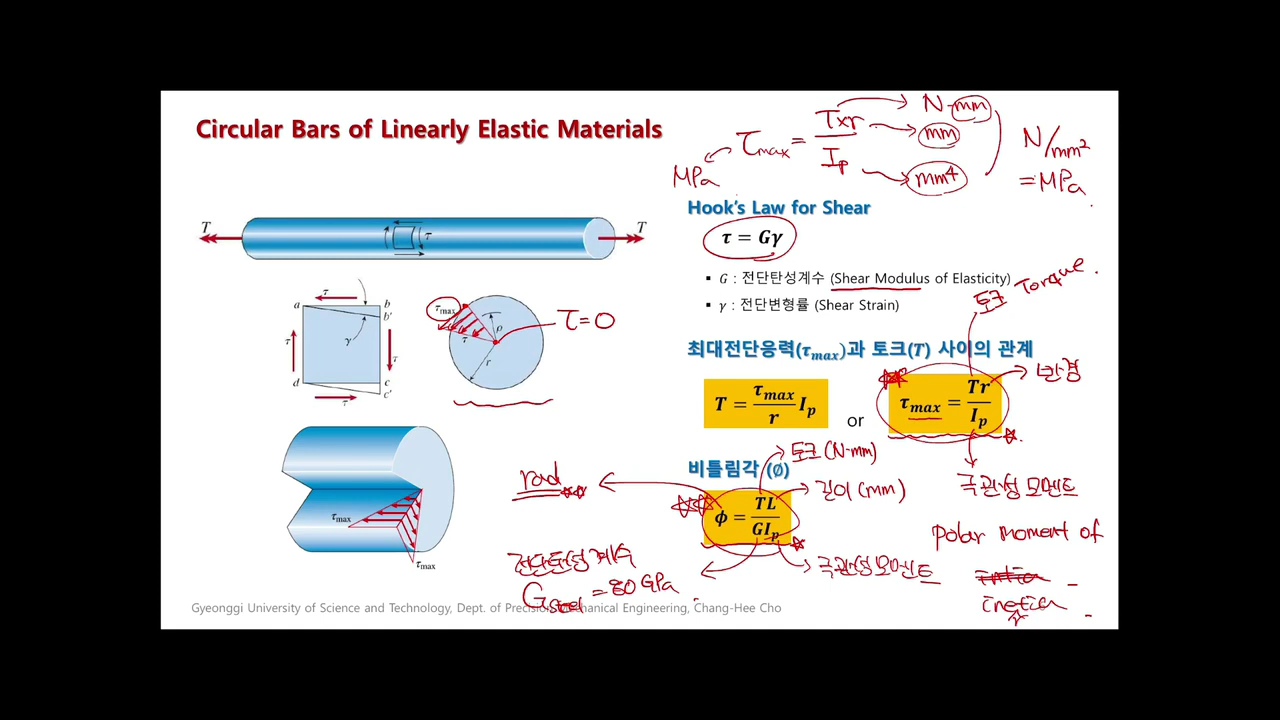 Circular Bars of Linearly Elastic Materials
τmax = Txr / Ip
N-mm
mm
mm4
N/mm²
=MPa
MPa
Hook's Law for Shear
τ = Gγ
▪ G : 전단탄성계수 (Shear Modulus of Elasticity)
▪ γ : 전단변형률 (Shear Strain)
토크 Torque
최대전단응력(τmax)과 토크(T) 사이의 관계
T = τmax / r Ip
or
τmax = Tr / Ip
반경
극관성 모멘트
polar moment of
inetia
비틀림각 (Ø)
토크 (N-mm)
길이 (mm)
ϕ = TL / GIp
rad
극관성모멘트
전단탄성계수
Gsteel = 80 GPa
T
τ
T
τ
a
b
b'
τ
γ
τ
d
c
c'
τ
τmax
ρ
τ
r
τ=0
τmax
τmax
Gyeonggi University of Science and Technology, Dept. of Precision Mechanical Engineering, Chang-Hee Cho